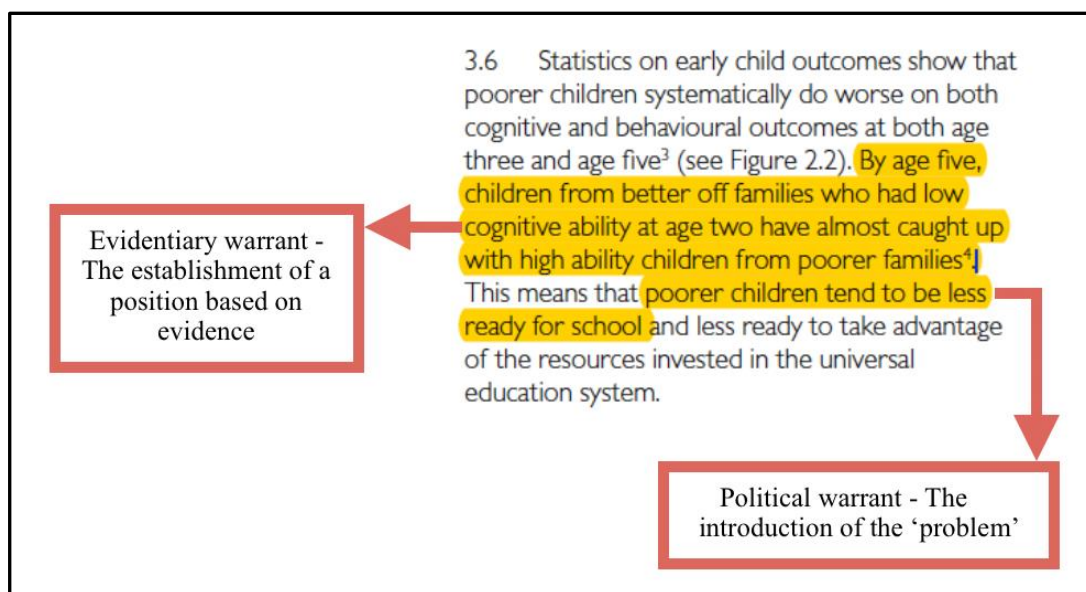 3.6 Statistics on early child outcomes show that
poorer children systematically do worse on both
cognitive and behavioural outcomes at both age
three and age five³ (see Figure 2.2). By age five,
children from better off families who had low
cognitive ability at age two have almost caught up
with high ability children from poorer families⁴.
This means that poorer children tend to be less
ready for school and less ready to take advantage
of the resources invested in the universal
education system.
Evidentiary warrant -
The establishment of a
position based on
evidence
Political warrant - The
introduction of the ‘problem’